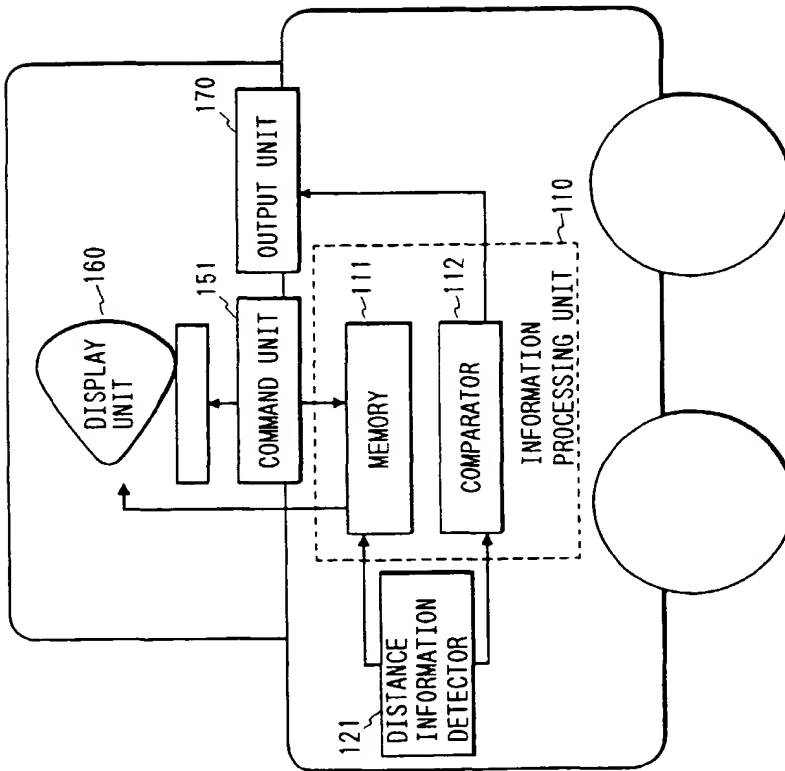 160
DISPLAY
UNIT
151
COMMAND UNIT
170
OUTPUT UNIT
111
MEMORY
112
COMPARATOR
INFORMATION
PROCESSING UNIT
110
121
DISTANCE
INFORMATION
DETECTOR